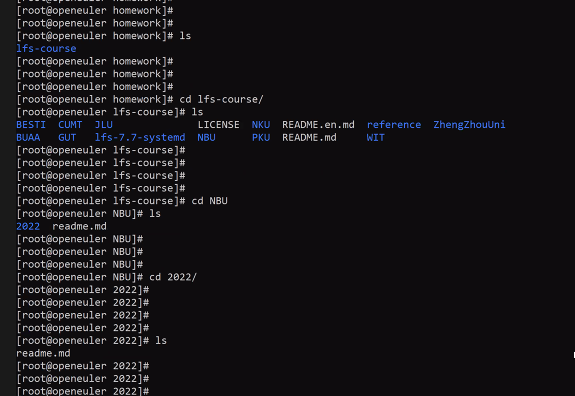 [root@openeuler homework]#
[root@openeuler homework]#
[root@openeuler homework]#
[root@openeuler homework]# ls
lfs-course
[root@openeuler homework]#
[root@openeuler homework]#
[root@openeuler homework]#
[root@openeuler homework]# cd lfs-course/
[root@openeuler lfs-course]# ls
BESTI CUMT JLU LICENSE NKU README.en.md reference ZhengZhouUni
BUAA GUT lfs-7.7-systemd NBU PKU README.md WIT
[root@openeuler lfs-course]#
[root@openeuler lfs-course]#
[root@openeuler lfs-course]#
[root@openeuler lfs-course]#
[root@openeuler lfs-course]# cd NBU
[root@openeuler NBU]# ls
2022 readme.md
[root@openeuler NBU]#
[root@openeuler NBU]#
[root@openeuler NBU]#
[root@openeuler NBU]# cd 2022/
[root@openeuler 2022]#
[root@openeuler 2022]#
[root@openeuler 2022]#
[root@openeuler 2022]#
[root@openeuler 2022]# ls
readme.md
[root@openeuler 2022]#
[root@openeuler 2022]#
[root@openeuler 2022]#